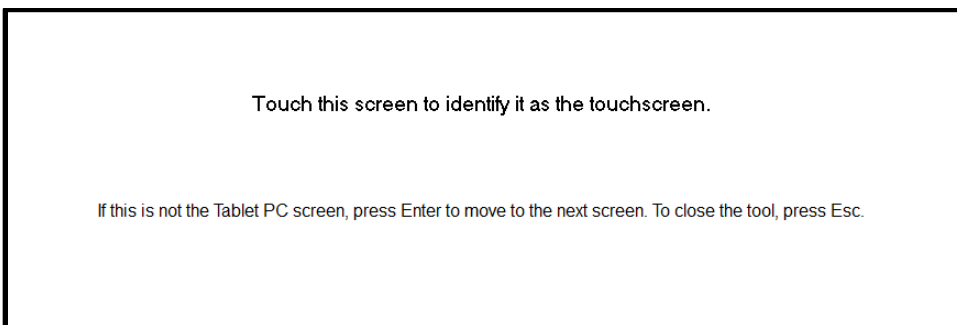 Touch this screen to identify it as the touchscreen.
If this is not the Tablet PC screen, press Enter to move to the next screen. To close the tool, press Esc.